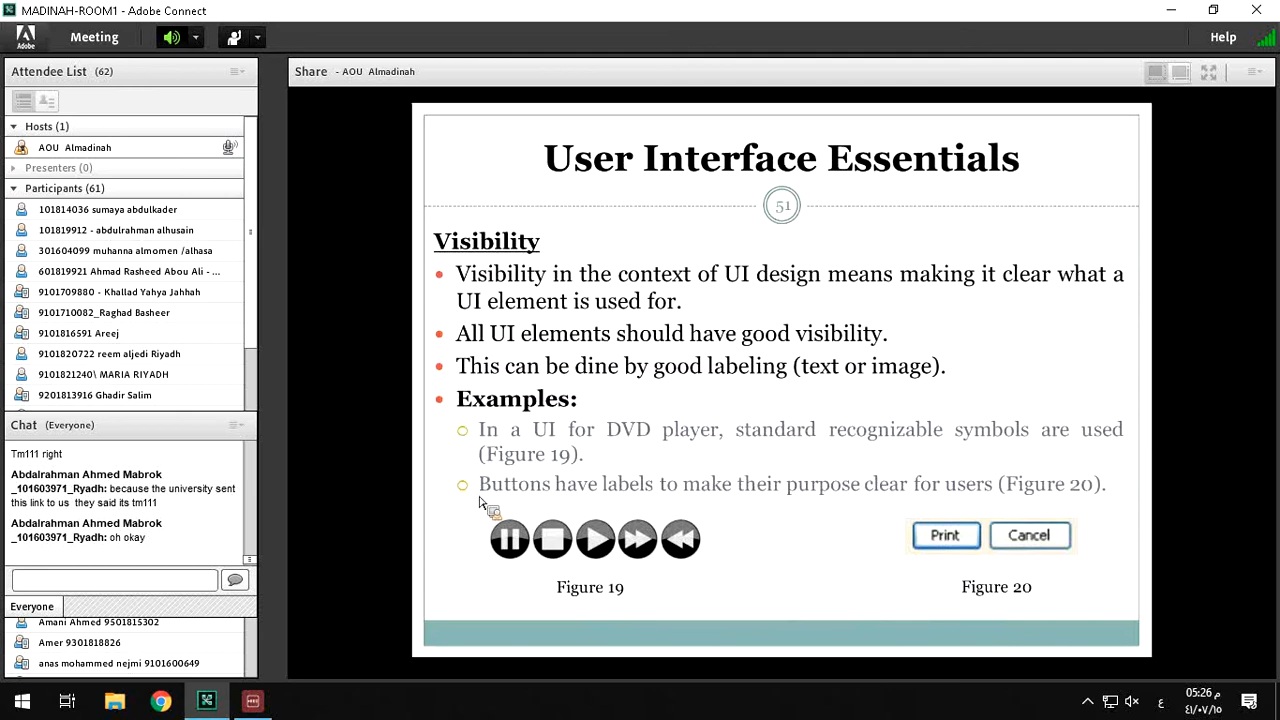 MADINAH-ROOM1 - Adobe Connect
Adobe
Meeting
Help
Attendee List (62)
Hosts (1)
AOU Almadinah
Presenters (0)
Participants (61)
101814036 sumaya abdulkader
101819912 - abdulrahman alhusain
301604099 muhanna almomen /alhasa
601819921 Ahmad Rasheed Abou Ali - ...
9101709880 - Khallad Yahya Jahhah
9101710082_Raghad Basheer
9101816591 Areej
9101820722 reem aljedi Riyadh
9101821240\ MARIA RIYADH
9201813916 Ghadir Salim
Chat (Everyone)
Tm111 right
Abdalrahman Ahmed Mabrok
_101603971_Ryadh: because the university sent
this link to us they said its tm111
Abdalrahman Ahmed Mabrok
_101603971_Ryadh: oh okay
Everyone
Amani Ahmed 9501815302
Amer 9301818826
anas mohammed nejmi 9101600649
Share - AOU Almadinah
User Interface Essentials
51
Visibility
• Visibility in the context of UI design means making it clear what a
UI element is used for.
• All UI elements should have good visibility.
• This can be dine by good labeling (text or image).
• Examples:
In a UI for DVD player, standard recognizable symbols are used
(Figure 19).
Buttons have labels to make their purpose clear for users (Figure 20).
Print Cancel
Figure 19 Figure 20
ع
05:26 م